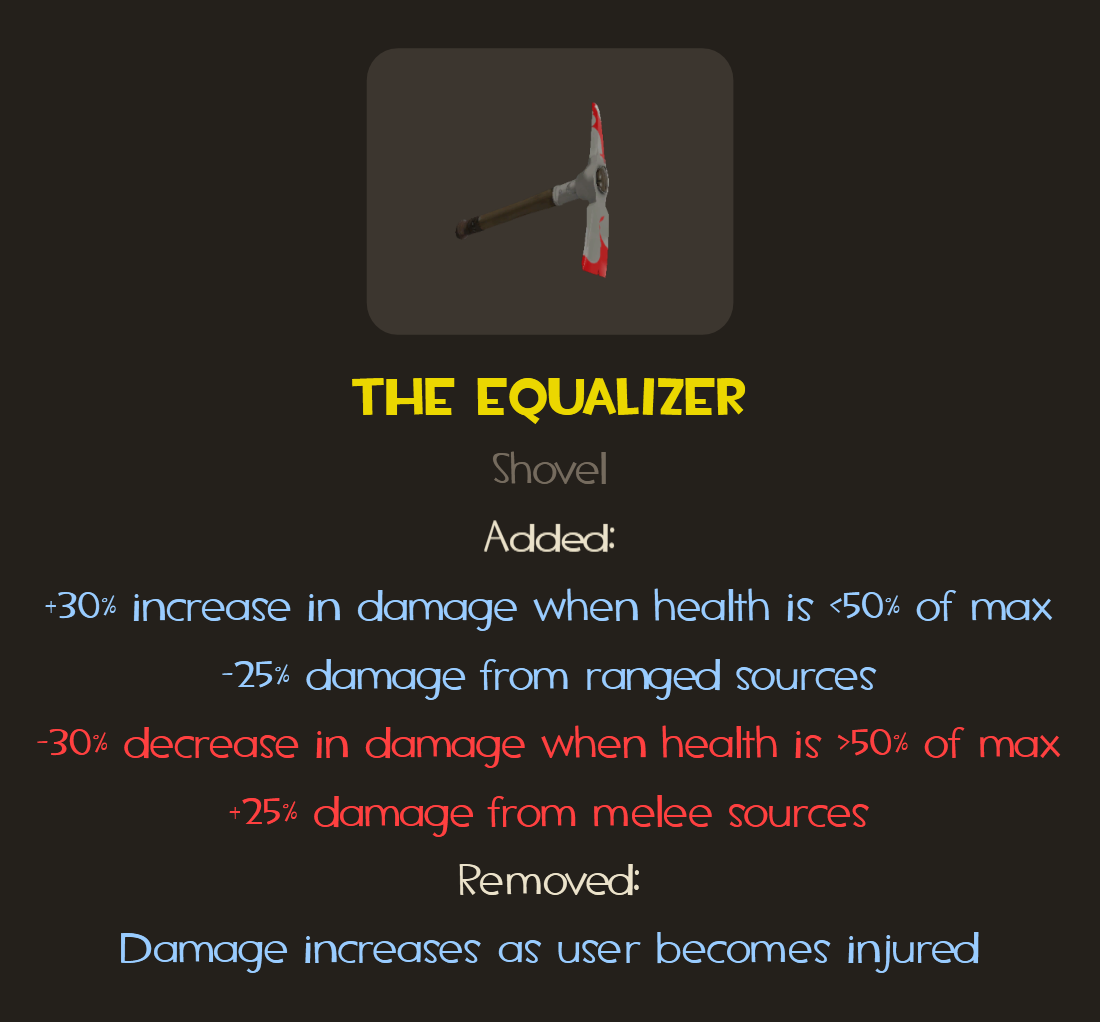 THE EQUALIZER
Shovel
Added:
+30% increase in damage when health is <50% of max
-25% damage from ranged sources
-30% decrease in damage when health is >50% of max
+25% damage from melee sources
Removed:
Damage increases as user becomes injured